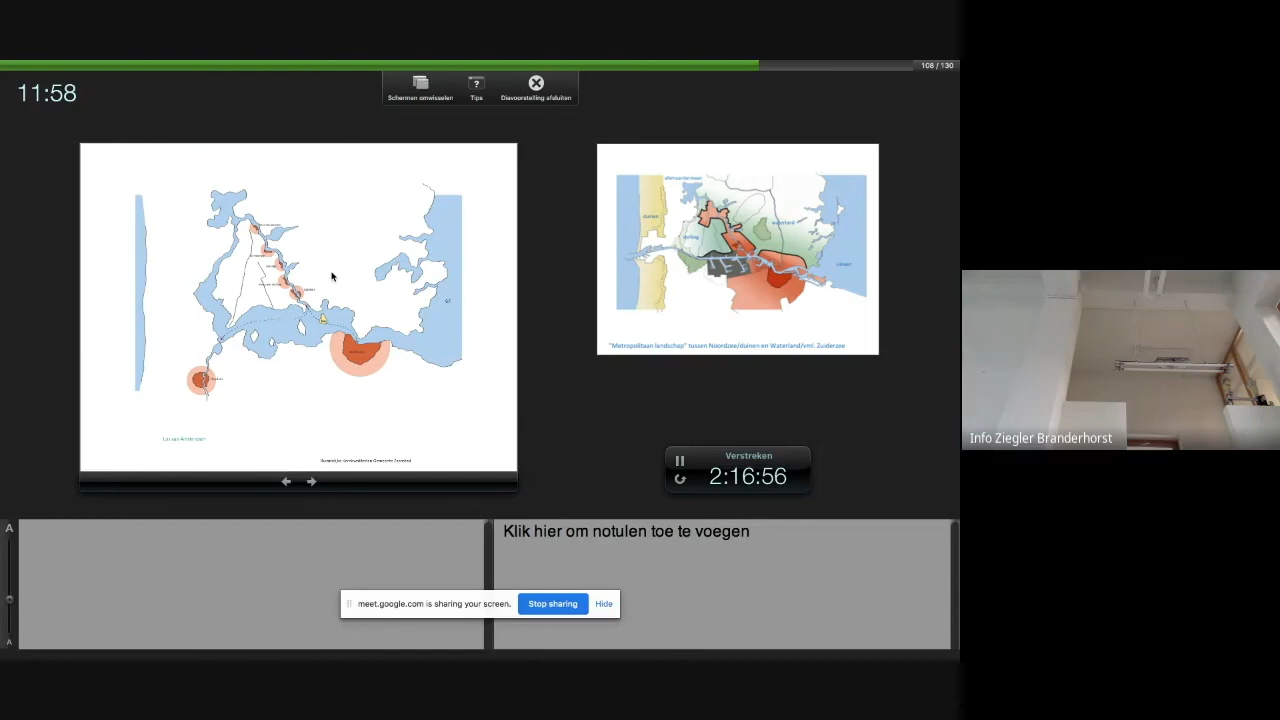 108 / 130
11:58
Schermen omwisselen
Tips
Diavoorstelling afsluiten
duinen
waterland
"Metropolitaan landschap" tussen Noordzee/duinen en Waterland/vml. Zuiderzee
Verstreken
2:16:56
Info Ziegler Branderhorst
A
A
Klik hier om notulen toe te voegen
meet.google.com is sharing your screen.
Stop sharing
Hide